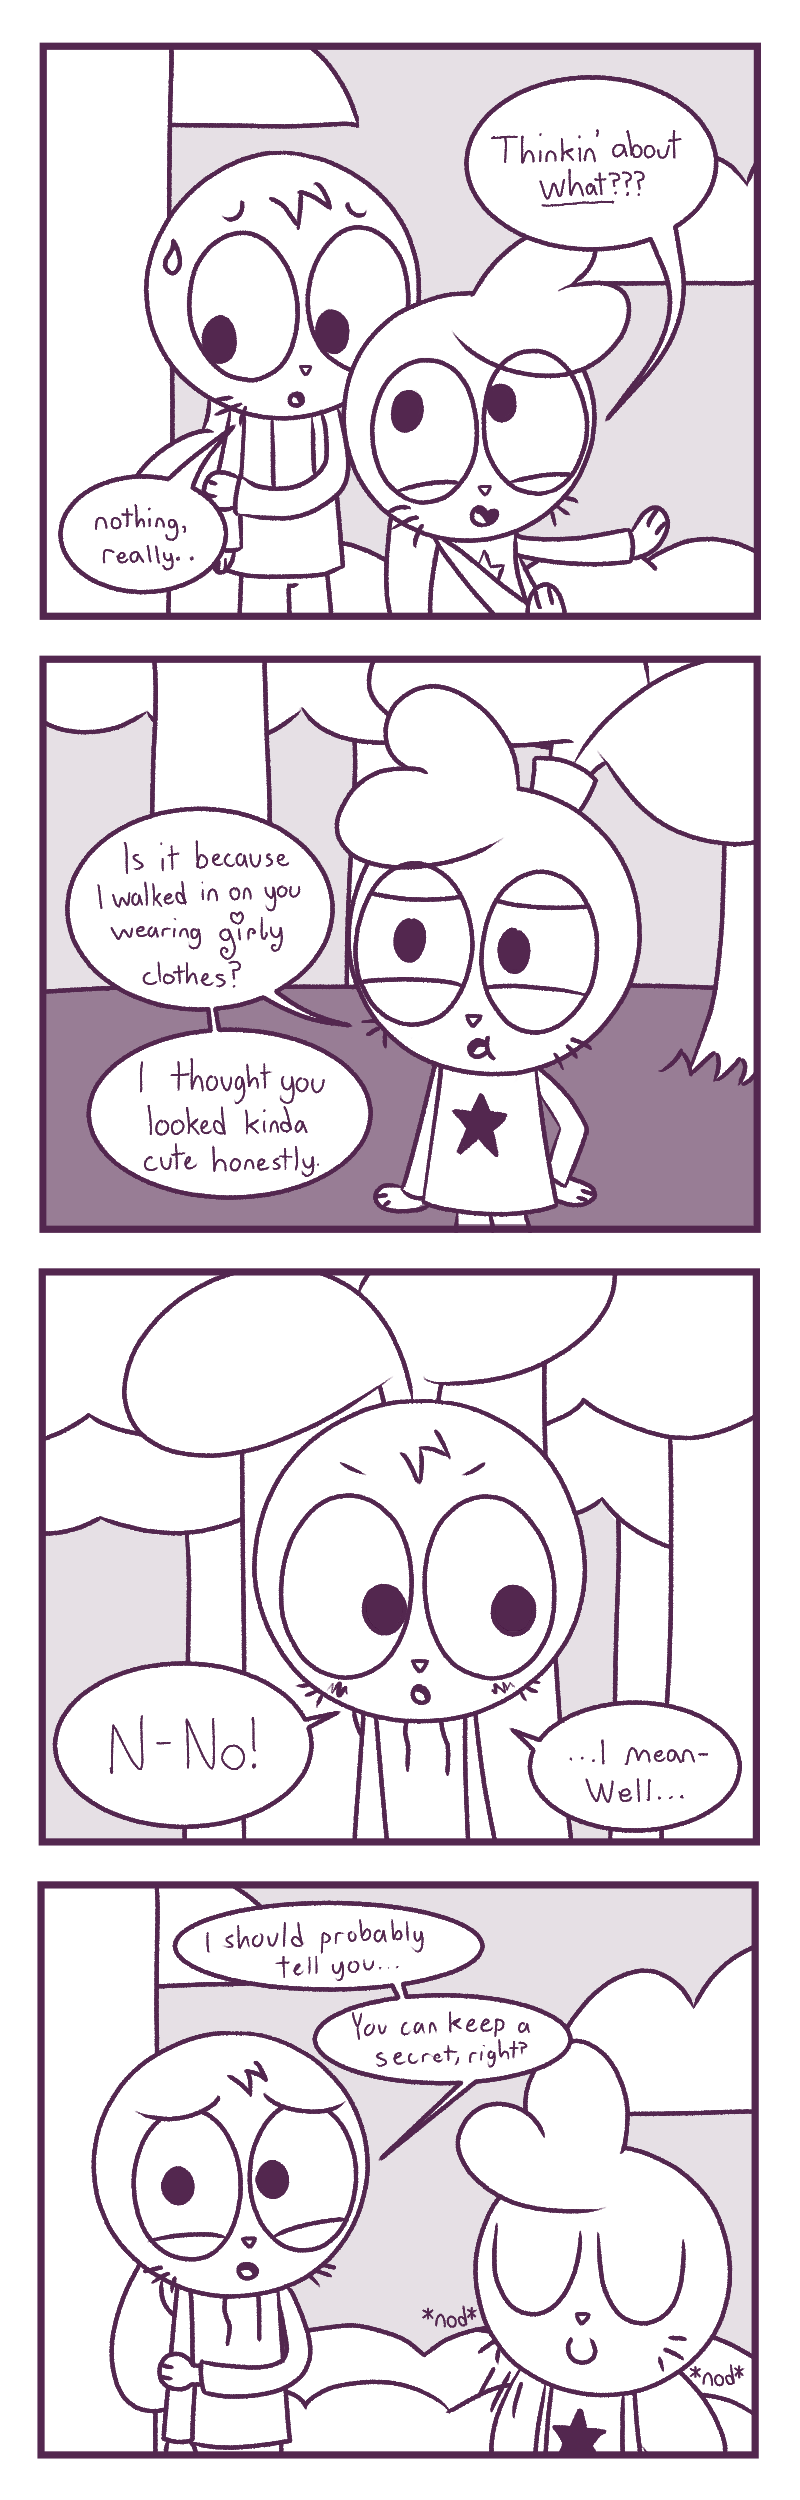 Thinkin' about
what???
nothing,
really..
Is it because
I walked in on you
wearing girly
clothes?
I thought you
looked kinda
cute honestly.
N-No!
...I mean-
Well...
I should probably
tell you...
You can keep a
secret, right?
*nod*
*nod*